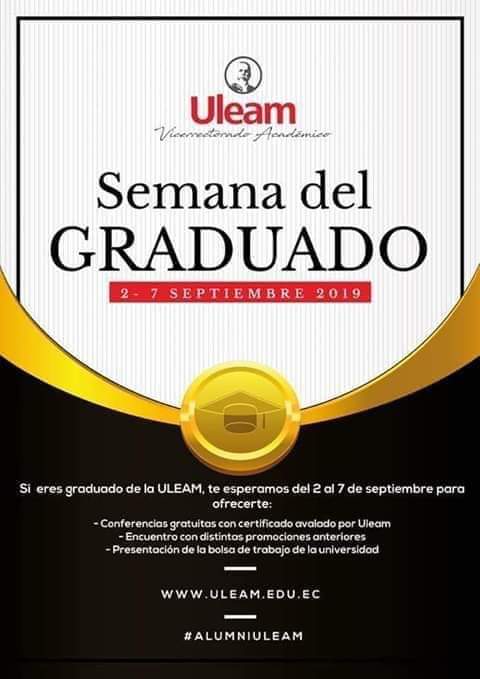 Uleam
Vicerrectorado Académico
Semana del
GRADUADO
2- 7 SEPTIEMBRE 2019
Si eres graduado de la ULEAM, te esperamos del 2 al 7 de septiembre para
ofrecerte:
- Conferencias gratuitas con certificado avalado por Uleam
- Encuentro con distintas promociones anteriores
- Presentación de la bolsa de trabajo de la universidad
WWW.ULEAM.EDU.EC
#ALUMNIULEAM